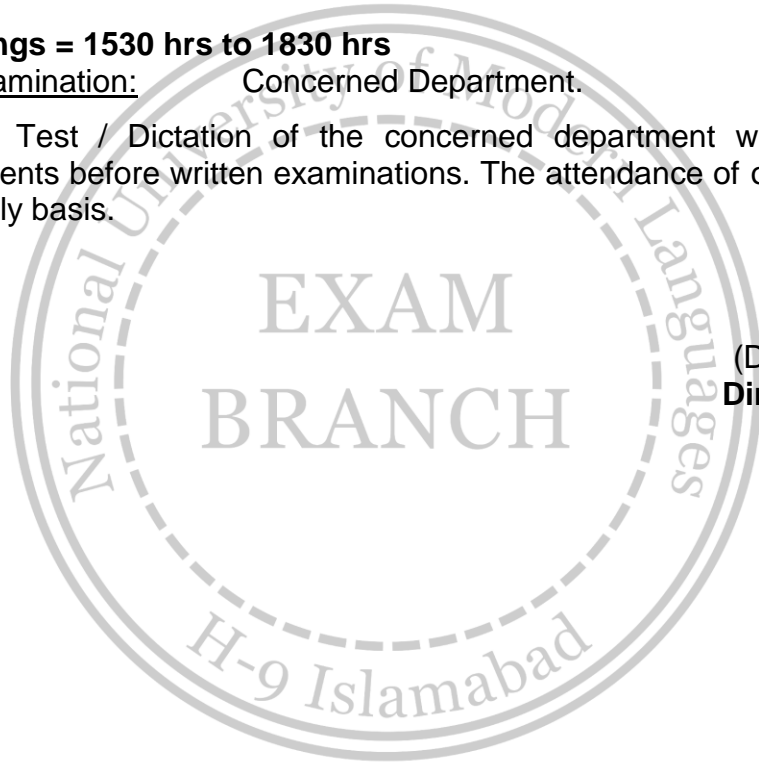 ngs = 1530 hrs to 1830 hrs
amination: Concerned Department.
Test / Dictation of the concerned department w
ents before written examinations. The attendance of
ly basis.
National University of Modern Languages
EXAM
(D
BRANCH
Dir
H-9 Islamabad